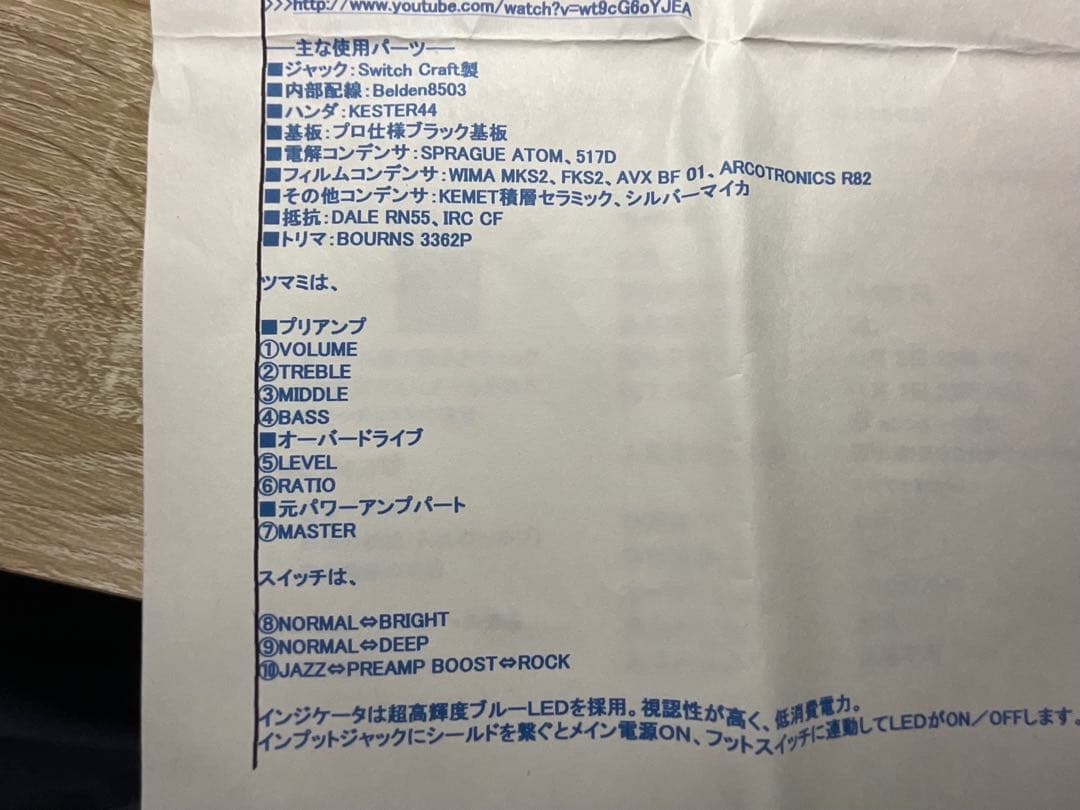 >>>http://www.youtube.com/watch?v=wt9cG6oYJEA
──主な使用パーツ──
■ジャック:Switch Craft製
■内部配線:Belden8503
■ハンダ:KESTER44
■基板:プロ仕様ブラック基板
■電解コンデンサ:SPRAGUE ATOM、517D
■フィルムコンデンサ:WIMA MKS2、FKS2、AVX BF 01、ARCOTRONICS R82
■その他コンデンサ:KEMET積層セラミック、シルバーマイカ
■抵抗:DALE RN55、IRC CF
■トリマ:BOURNS 3362P
ツマミは、
■プリアンプ
①VOLUME
②TREBLE
③MIDDLE
④BASS
■オーバードライブ
⑤LEVEL
⑥RATIO
■元パワーアンプパート
⑦MASTER
スイッチは、
⑧NORMAL⇔BRIGHT
⑨NORMAL⇔DEEP
⑩JAZZ⇔PREAMP BOOST⇔ROCK
インジケータは超高輝度ブルーLEDを採用。視認性が高く、低消費電力。
インプットジャックにシールドを繋ぐとメイン電源ON、フットスイッチに連動してLEDがON/OFFします。